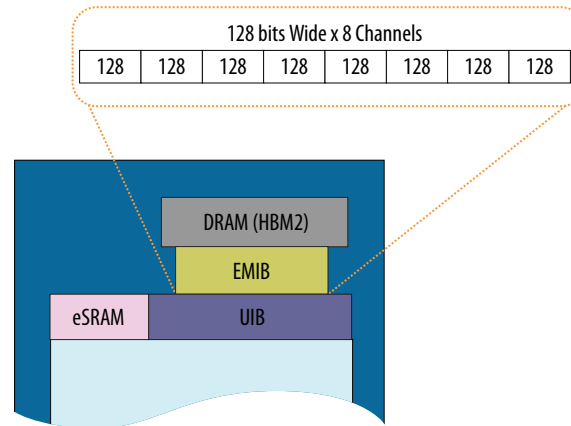 128 bits Wide x 8 Channels
128 128 128 128 128 128 128 128
DRAM (HBM2)
EMIB
eSRAM UIB